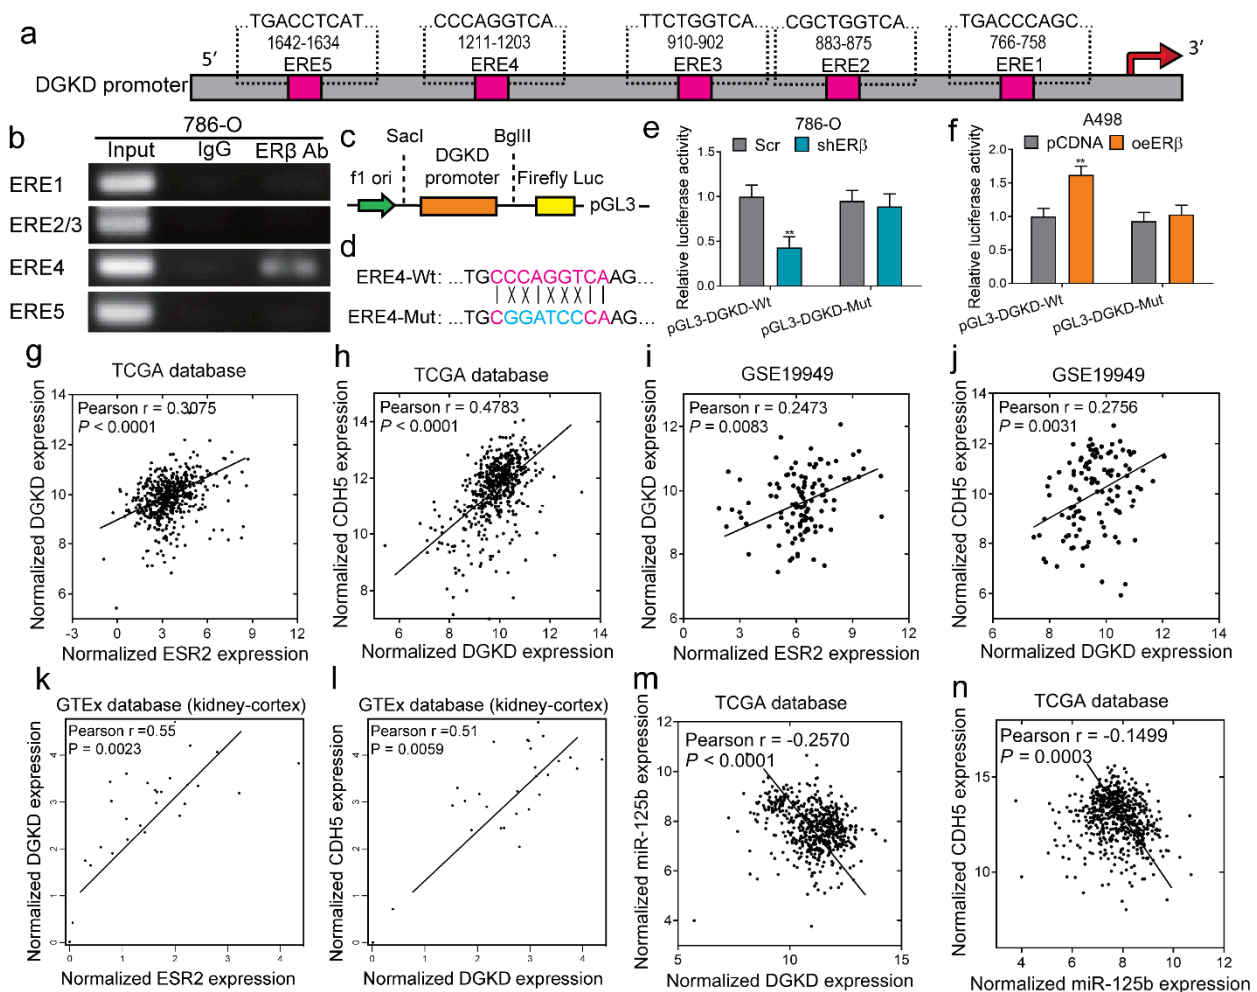 a
...TGACCTCAT... ...CCCAGGTCA... ...TTCTGGTCA... CGCTGGTCA... ...TGACCCAGC...
1642-1634 1211-1203 910-902 883-875 766-758
5′ ERE5 ERE4 ERE3 ERE2 ERE1 3′
DGKD promoter
b
786-O
Input IgG ERβ Ab
ERE1
ERE2/3
ERE4
ERE5
c
SacI BglII
DGKD
f1 ori promoter Firefly Luc
pGL3
d
ERE4-Wt: ...TGCCCAGGTCAAG...
ERE4-Mut: ...TGCGGATCCCAAG...
e
786-O
Scr shERβ
Relative luciferase activity
1.5
1.0
0.5
0.0
**
pGL3-DGKD-Wt
pGL3-DGKD-Mut
f
A498
pCDNA oeERβ
Relative luciferase activity
2.0
1.5
1.0
0.5
0.0
**
pGL3-DGKD-Wt
pGL3-DGKD-Mut
g
TCGA database
Pearson r = 0.3075
P < 0.0001
Normalized DGKD expression
14
12
10
8
6
-3 0 3 6 9 12
Normalized ESR2 expression
h
TCGA database
Pearson r = 0.4783
P < 0.0001
Normalized CDH5 expression
14
12
10
8
6 8 10 12 14
Normalized DGKD expression
i
GSE19949
Pearson r = 0.2473
P = 0.0083
Normalized DGKD expression
12
10
8
6
0 3 6 9 12
Normalized ESR2 expression
j
GSE19949
Pearson r = 0.2756
P = 0.0031
Normalized CDH5 expression
14
12
10
8
6
6 8 10 12 14
Normalized DGKD expression
k
GTEx database (kidney-cortex)
Pearson r =0.55
P = 0.0023
Normalized DGKD expression
4
3
2
1
0
0 1 2 3 4
Normalized ESR2 expression
l
GTEx database (kidney-cortex)
Pearson r =0.51
P = 0.0059
Normalized CDH5 expression
4
3
2
1
0
0 1 2 3 4
Normalized DGKD expression
m
TCGA database
Pearson r = -0.2570
P < 0.0001
Normalized miR-125b expression
12
10
8
6
4
5 10 15
Normalized DGKD expression
n
TCGA database
Pearson r = -0.1499
P = 0.0003
Normalized CDH5 expression
15
10
4 6 8 10 12
Normalized miR-125b expression